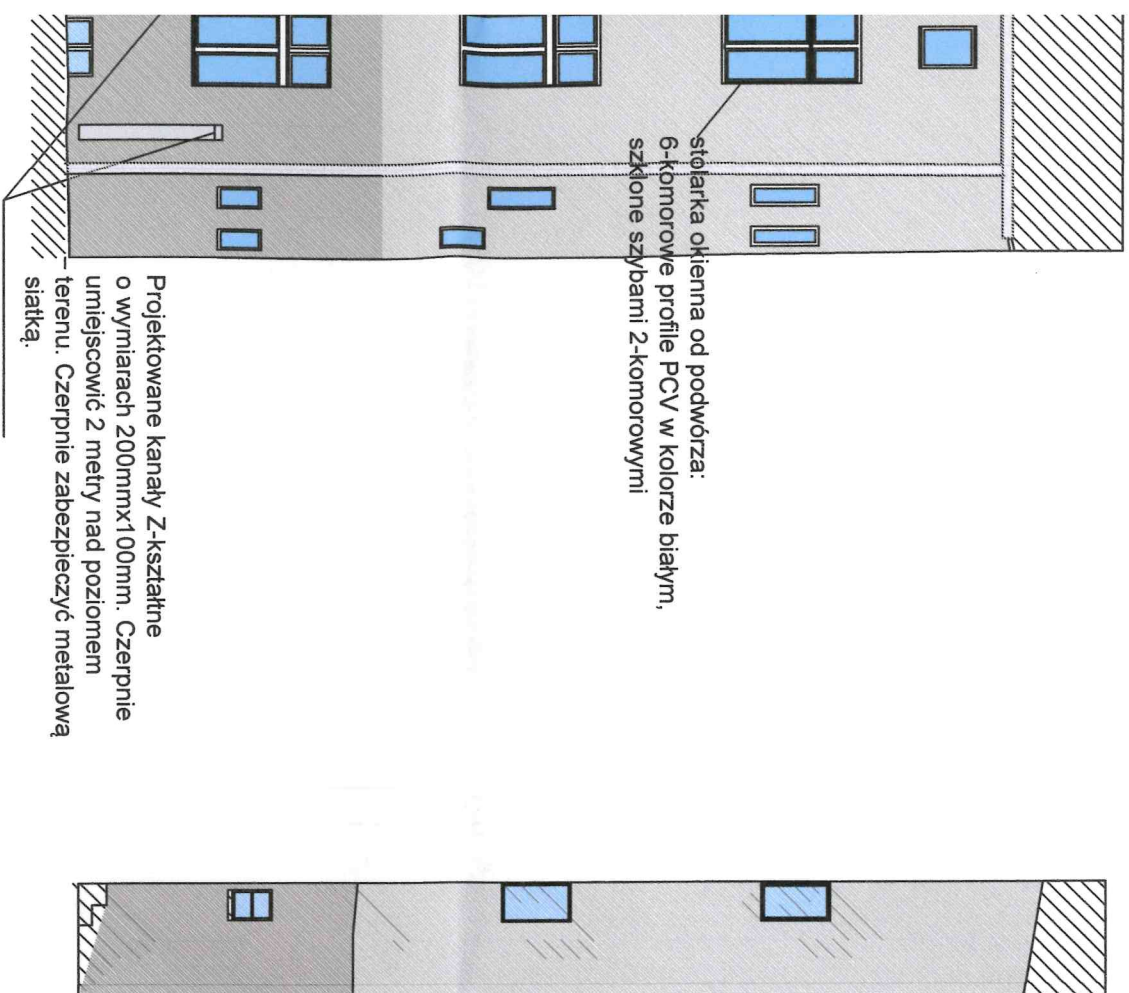 stolarka okienna od podwórza:
6-komorowe profile PCV w kolorze białym,
szklone szybami 2-komorowymi
Projektowane kanały Z-kształtne
o wymiarach 200mmx100mm. Czerpnie
umiejscowić 2 metry nad poziomem
terenu. Czerpnie zabezpieczyć metalową
siatką.